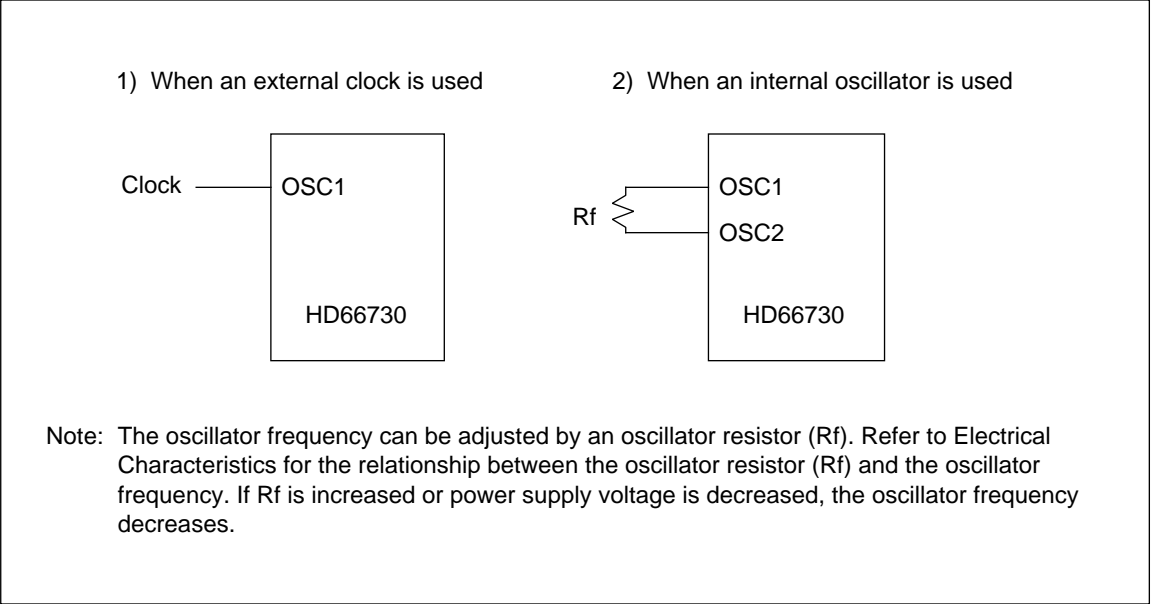 1) When an external clock is used
2) When an internal oscillator is used
Clock
OSC1
HD66730
Rf
OSC1
OSC2
HD66730
Note: The oscillator frequency can be adjusted by an oscillator resistor (Rf). Refer to Electrical
Characteristics for the relationship between the oscillator resistor (Rf) and the oscillator
frequency. If Rf is increased or power supply voltage is decreased, the oscillator frequency
decreases.